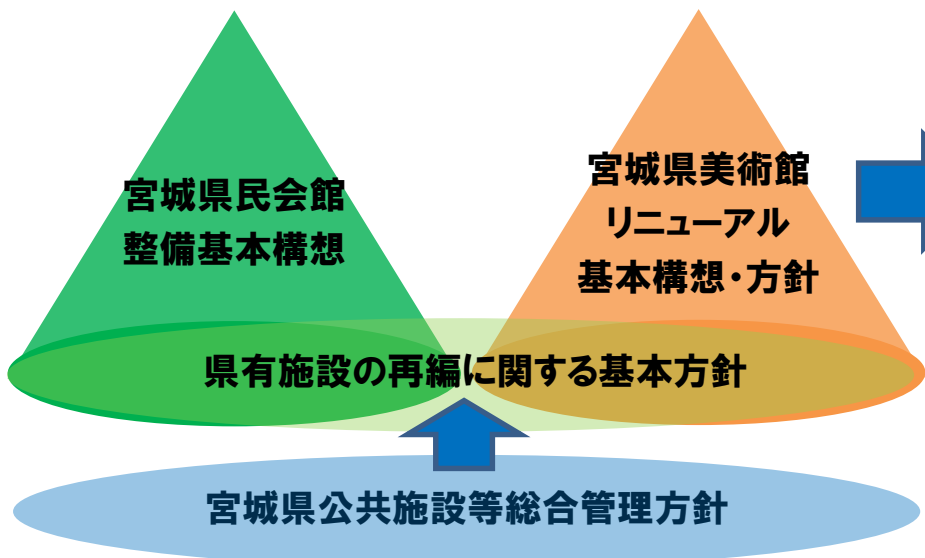 宮城県民会館
整備基本構想
宮城県美術館
リニューアル
基本構想・方針
県有施設の再編に関する基本方針
宮城県公共施設等総合管理方針